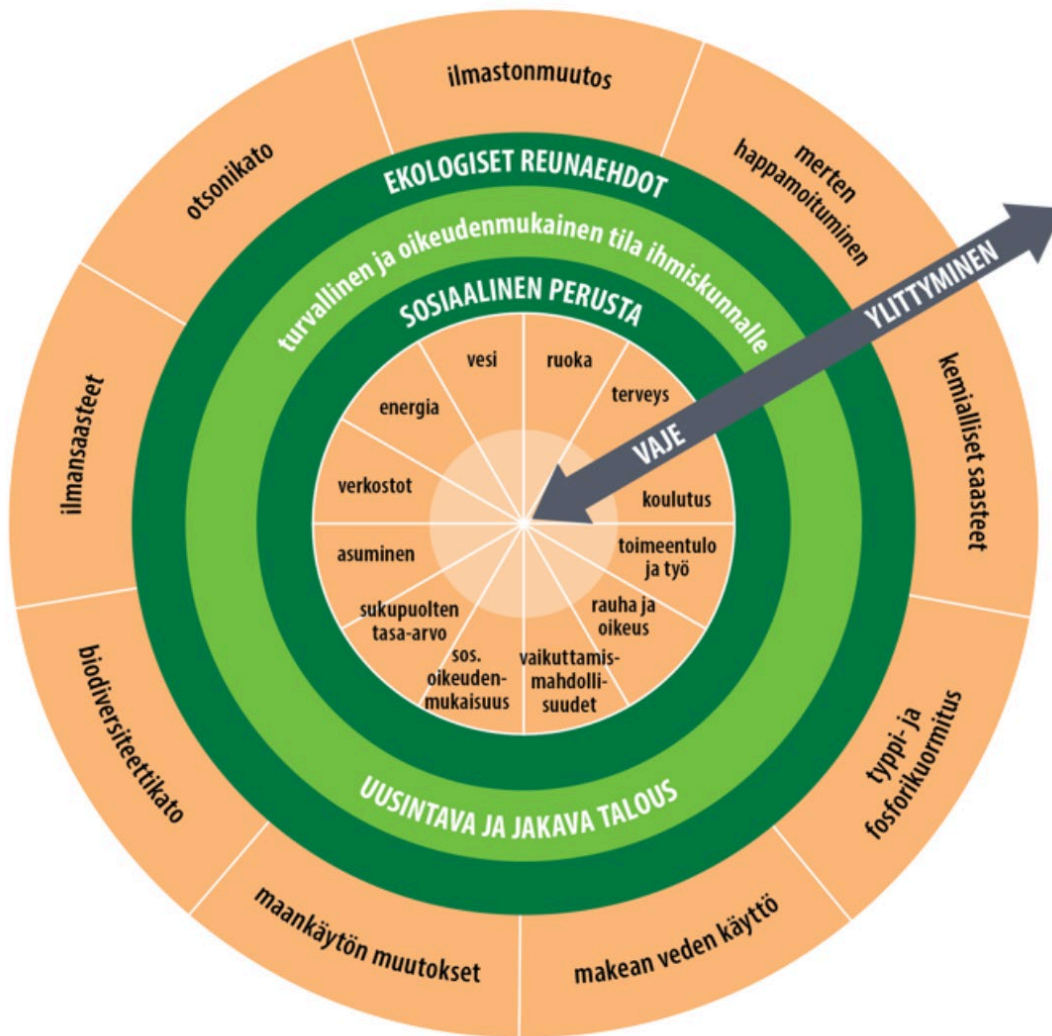 ilmastonmuutos
merten
happamoituminen
kemialliset saasteet
typpi- ja
fosforikuormitus
makean veden käyttö
maankäytön muutokset
biodiversiteettikato
ilmansaasteet
otsonikato
EKOLOGISET REUNAEHDOT
turvallinen ja oikeudenmukainen tila ihmiskunnalle
SOSIAALINEN PERUSTA
YLITTYMINEN
VAJE
vesi
ruoka
terveys
koulutus
toimeentulo
ja työ
rauha ja
oikeus
vaikuttamis-
mahdolli-
suudet
sos.
oikeuden-
mukaisuus
sukupuolten
tasa-arvo
asuminen
verkostot
energia
UUSINTAVA JA JAKAVA TALOUS